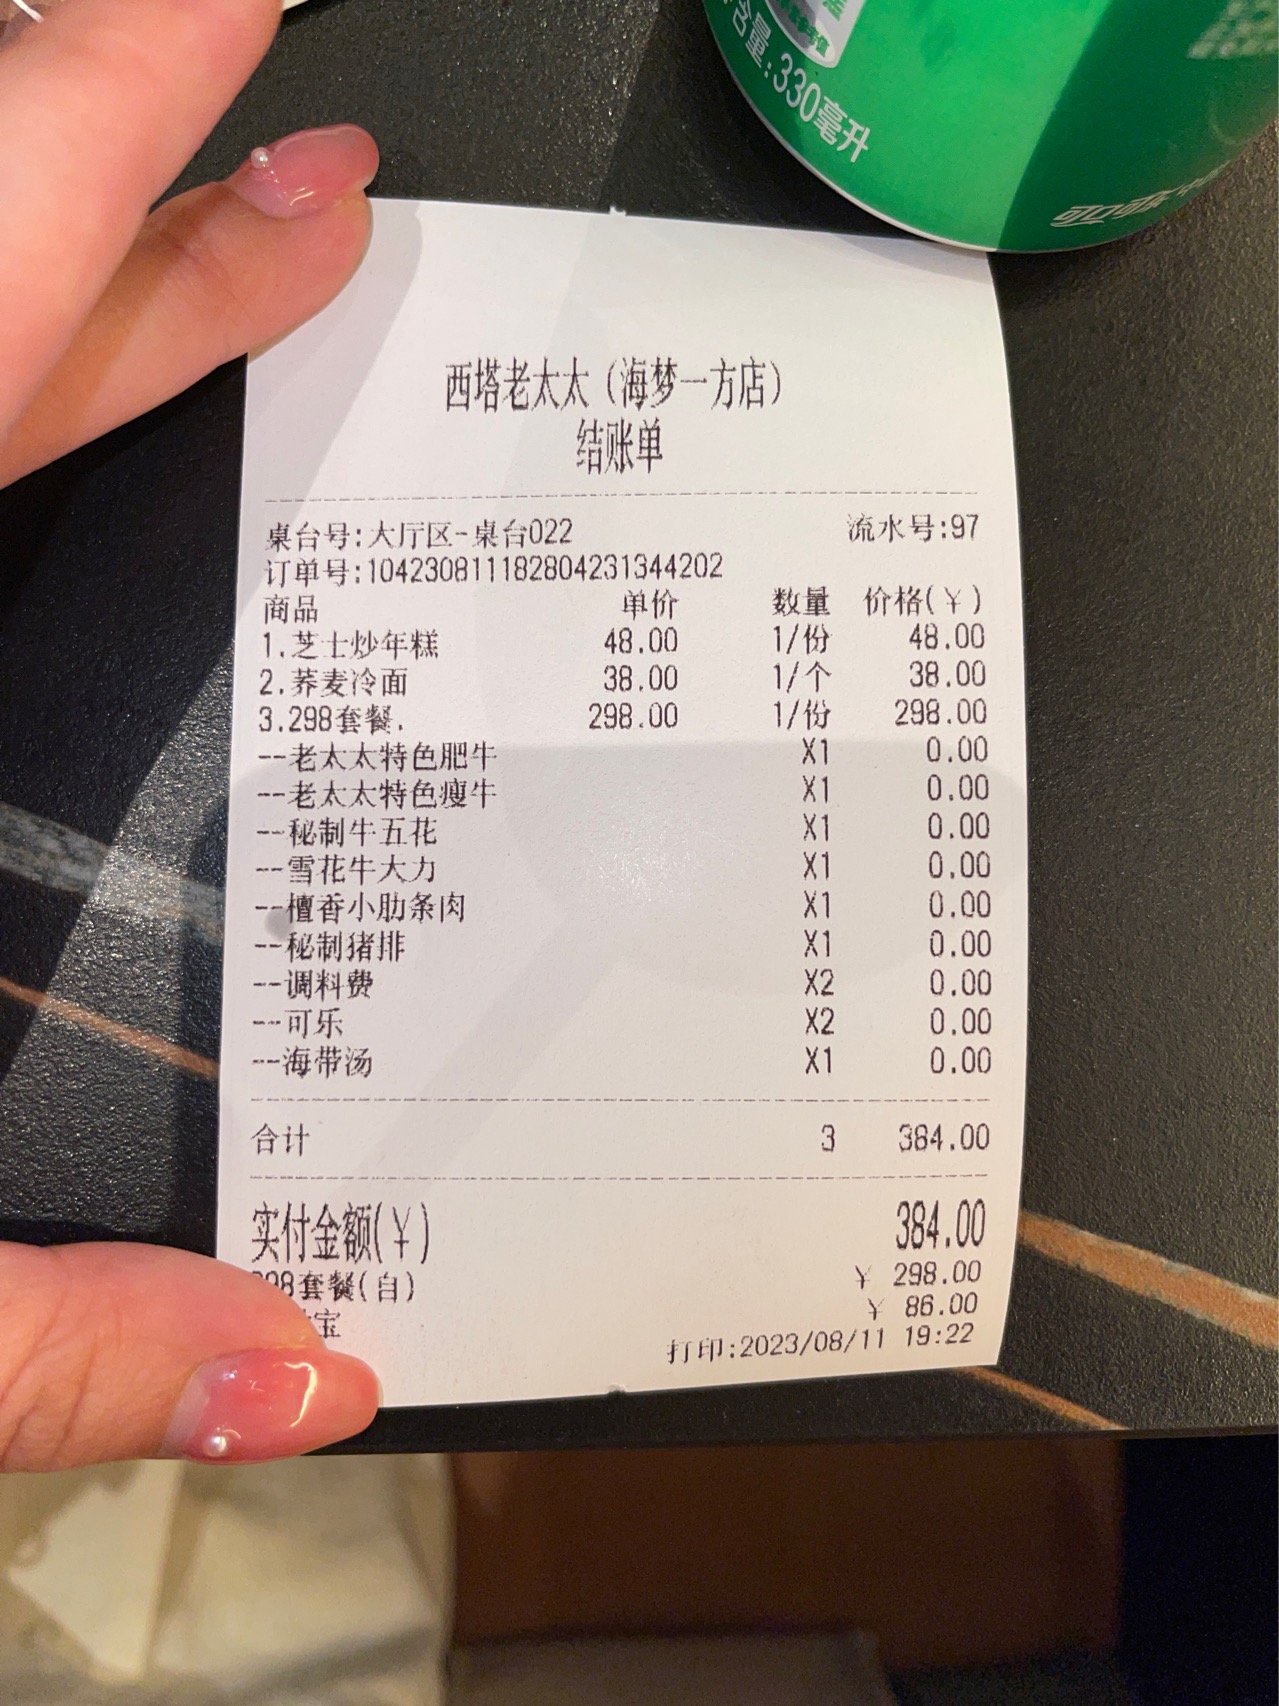 含量:330毫升
可口可乐
西塔老太太（海梦一方店）
结账单
桌台号:大厅区-桌台022 流水号:97
订单号:104230811182804231344202
商品 单价 数量 价格(￥)
1.芝士炒年糕 48.00 1/份 48.00
2.荞麦冷面 38.00 1/个 38.00
3.298套餐. 298.00 1/份 298.00
--老太太特色肥牛 X1 0.00
--老太太特色瘦牛 X1 0.00
--秘制牛五花 X1 0.00
--雪花牛大力 X1 0.00
--檀香小肋条肉 X1 0.00
--秘制猪排 X1 0.00
--调料费 X2 0.00
--可乐 X2 0.00
--海带汤 X1 0.00
合计 3 384.00
实付金额(￥) 384.00
98套餐(自) ￥ 298.00
宝 ￥ 86.00
打印:2023/08/11 19:22